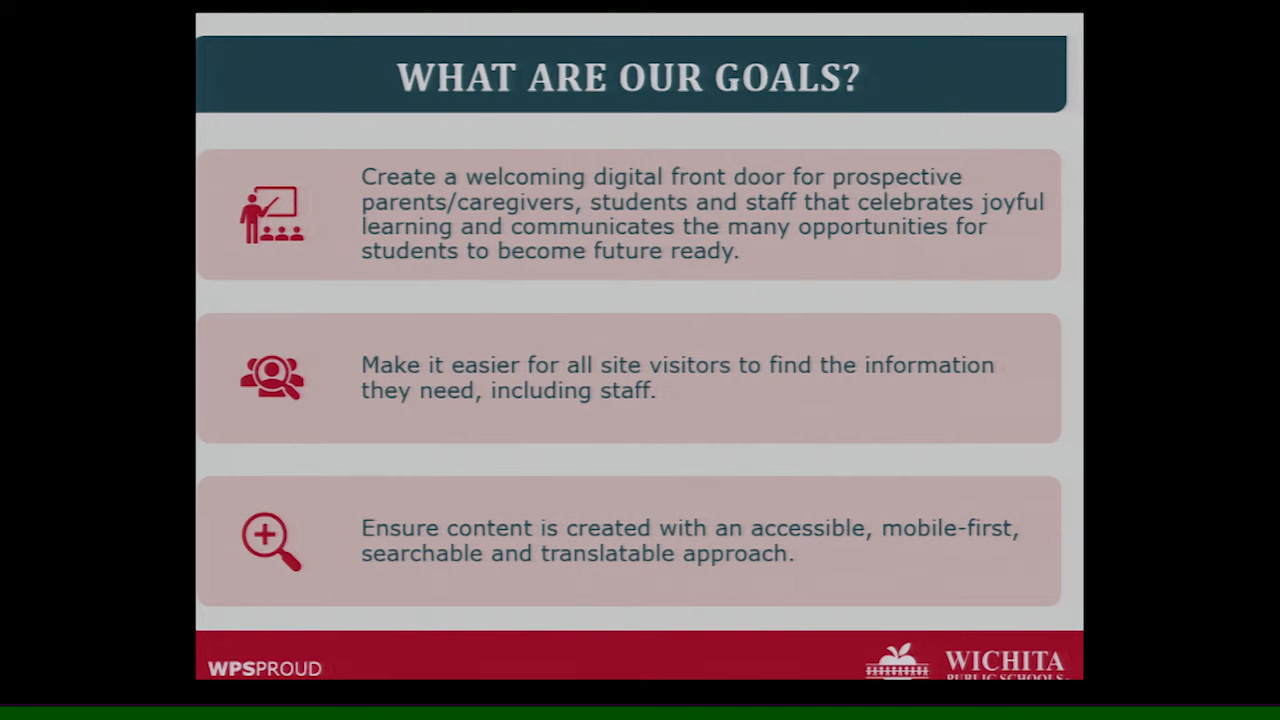 WHAT ARE OUR GOALS?
Create a welcoming digital front door for prospective
parents/caregivers, students and staff that celebrates joyful
learning and communicates the many opportunities for
students to become future ready.
Make it easier for all site visitors to find the information
they need, including staff.
Ensure content is created with an accessible, mobile-first,
searchable and translatable approach.
WPSPROUD
WICHITA
PUBLIC SCHOOLS